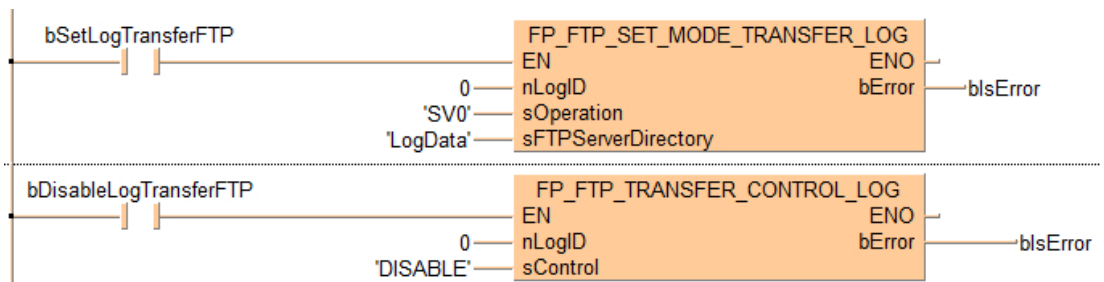 bSetLogTransferFTP FP_FTP_SET_MODE_TRANSFER_LOG
EN ENO
0 nLogID bError bIsError
'SV0' sOperation
'LogData' sFTPServerDirectory
bDisableLogTransferFTP FP_FTP_TRANSFER_CONTROL_LOG
EN ENO
0 nLogID bError bIsError
'DISABLE' sControl